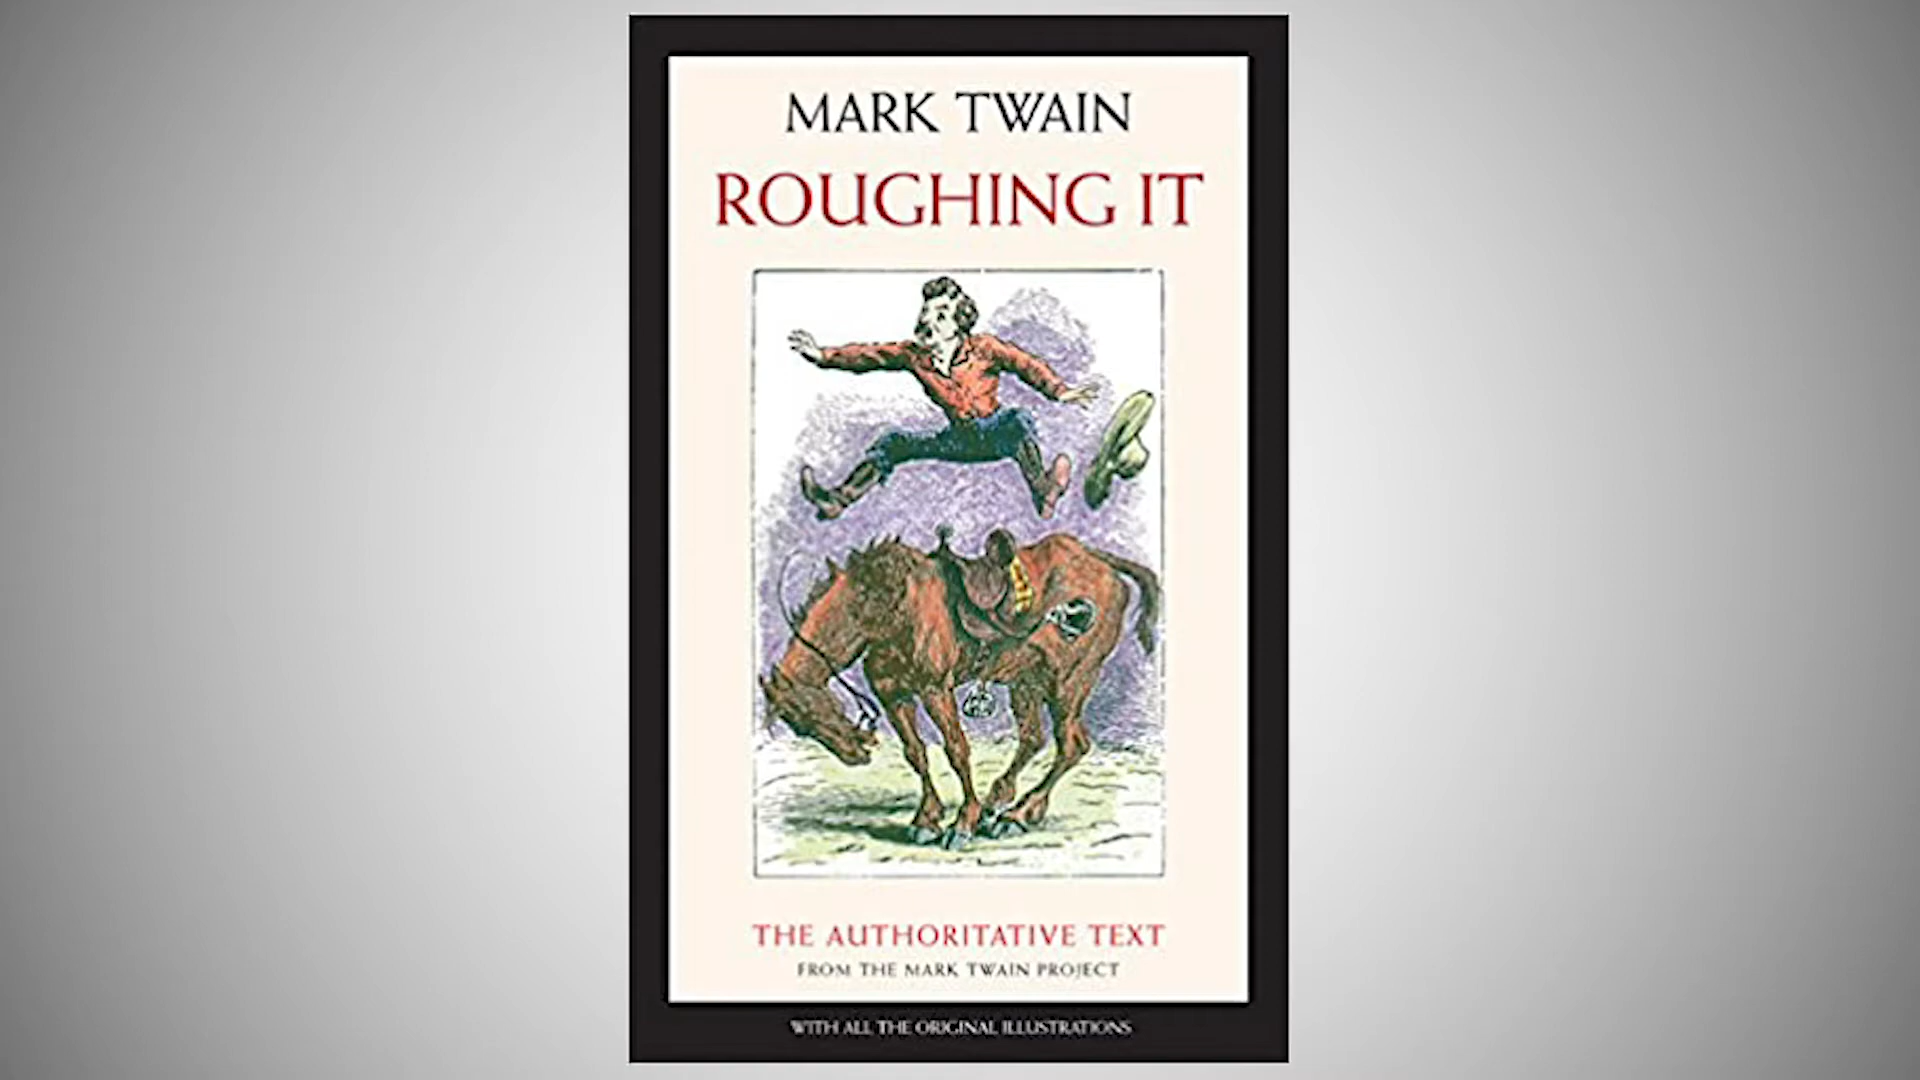 MARK TWAIN
ROUGHING IT
THE AUTHORITATIVE TEXT
FROM THE MARK TWAIN PROJECT
WITH ALL THE ORIGINAL ILLUSTRATIONS